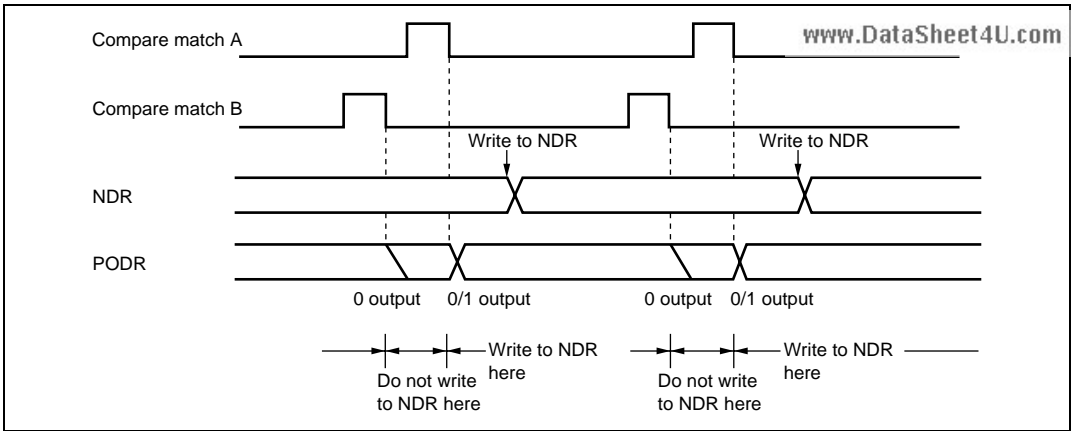 Compare match A
www.DataSheet4U.com
Compare match B
Write to NDR
Write to NDR
NDR
PODR
0 output
0/1 output
0 output
0/1 output
Write to NDR
here
Do not write
to NDR here
Write to NDR
here
Do not write
to NDR here